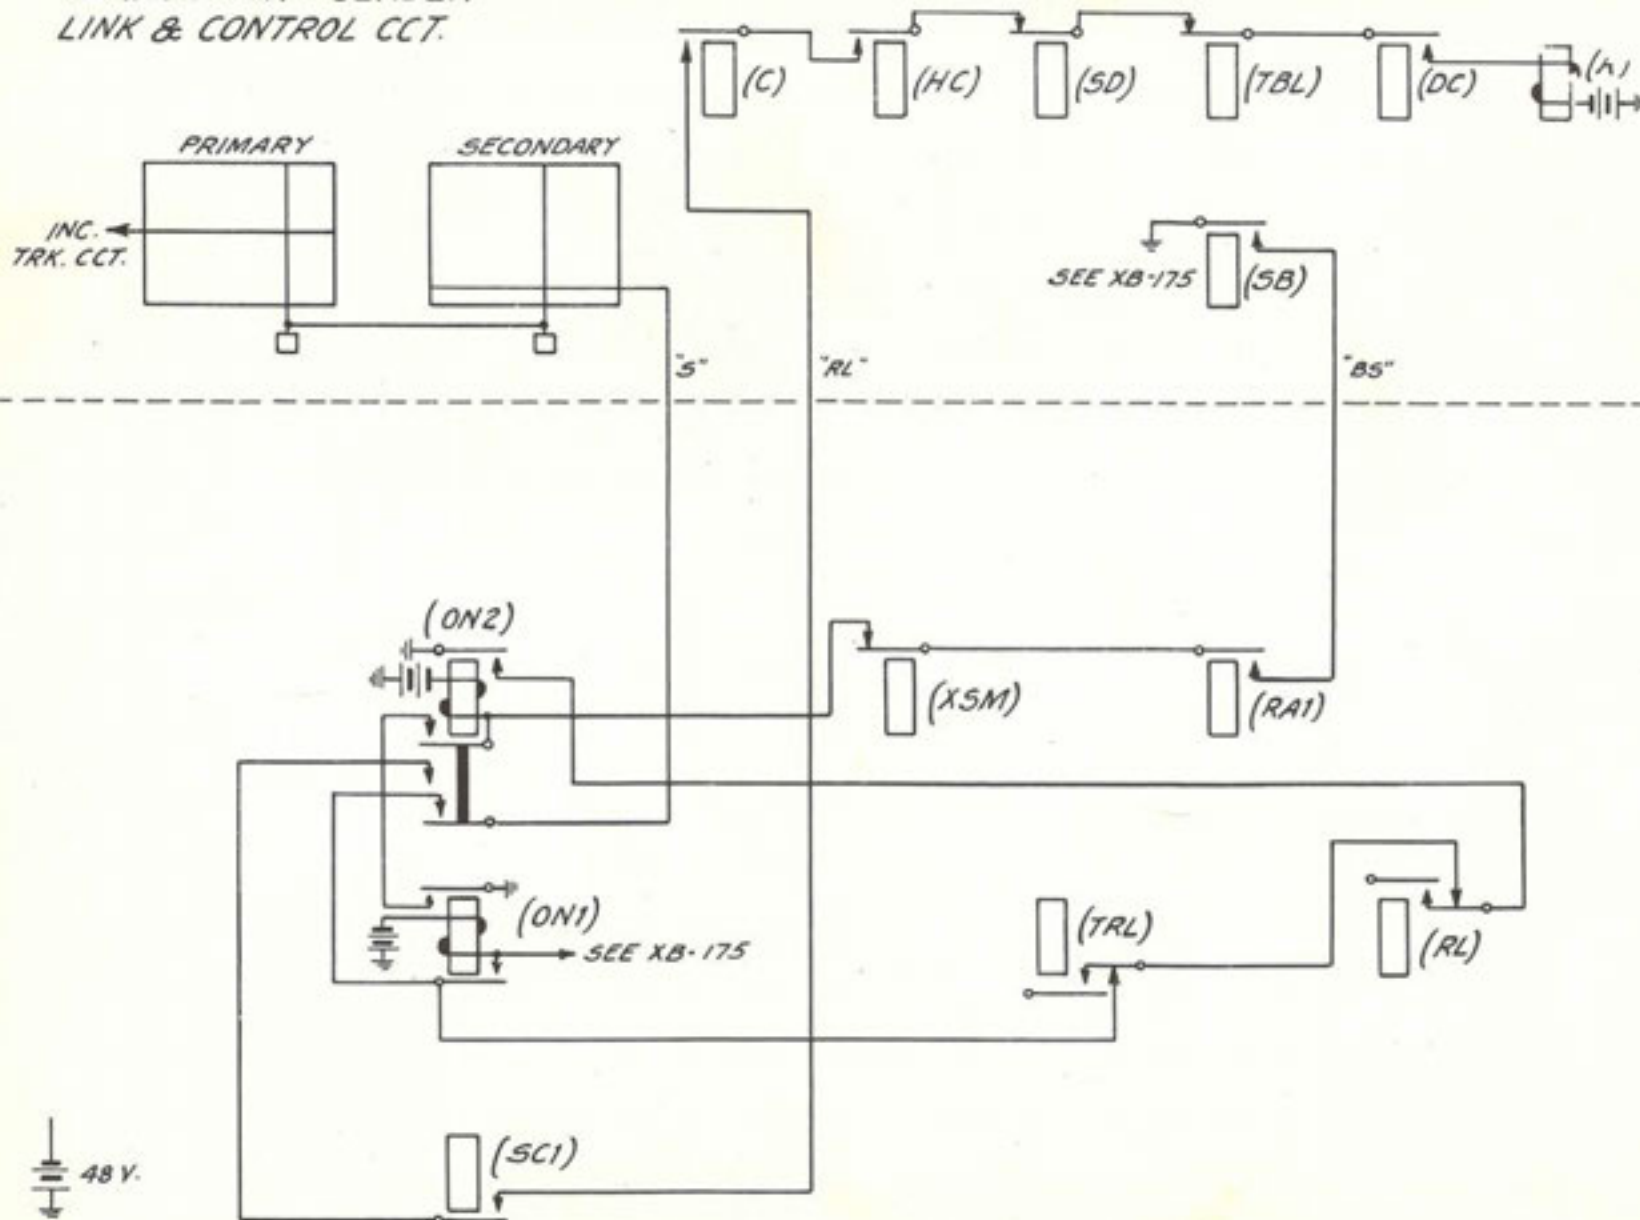 LINK & CONTROL CCT.
(C)
(HC)
(SD)
(TBL)
(DC)
(h)
PRIMARY
SECONDARY
INC.
TRK. CCT.
SEE XB-175
(SB)
"S"
"RL"
"BS"
(ON2)
(XSM)
(RA1)
(ON1)
SEE XB-175
(TRL)
(RL)
(SC1)
48 V.